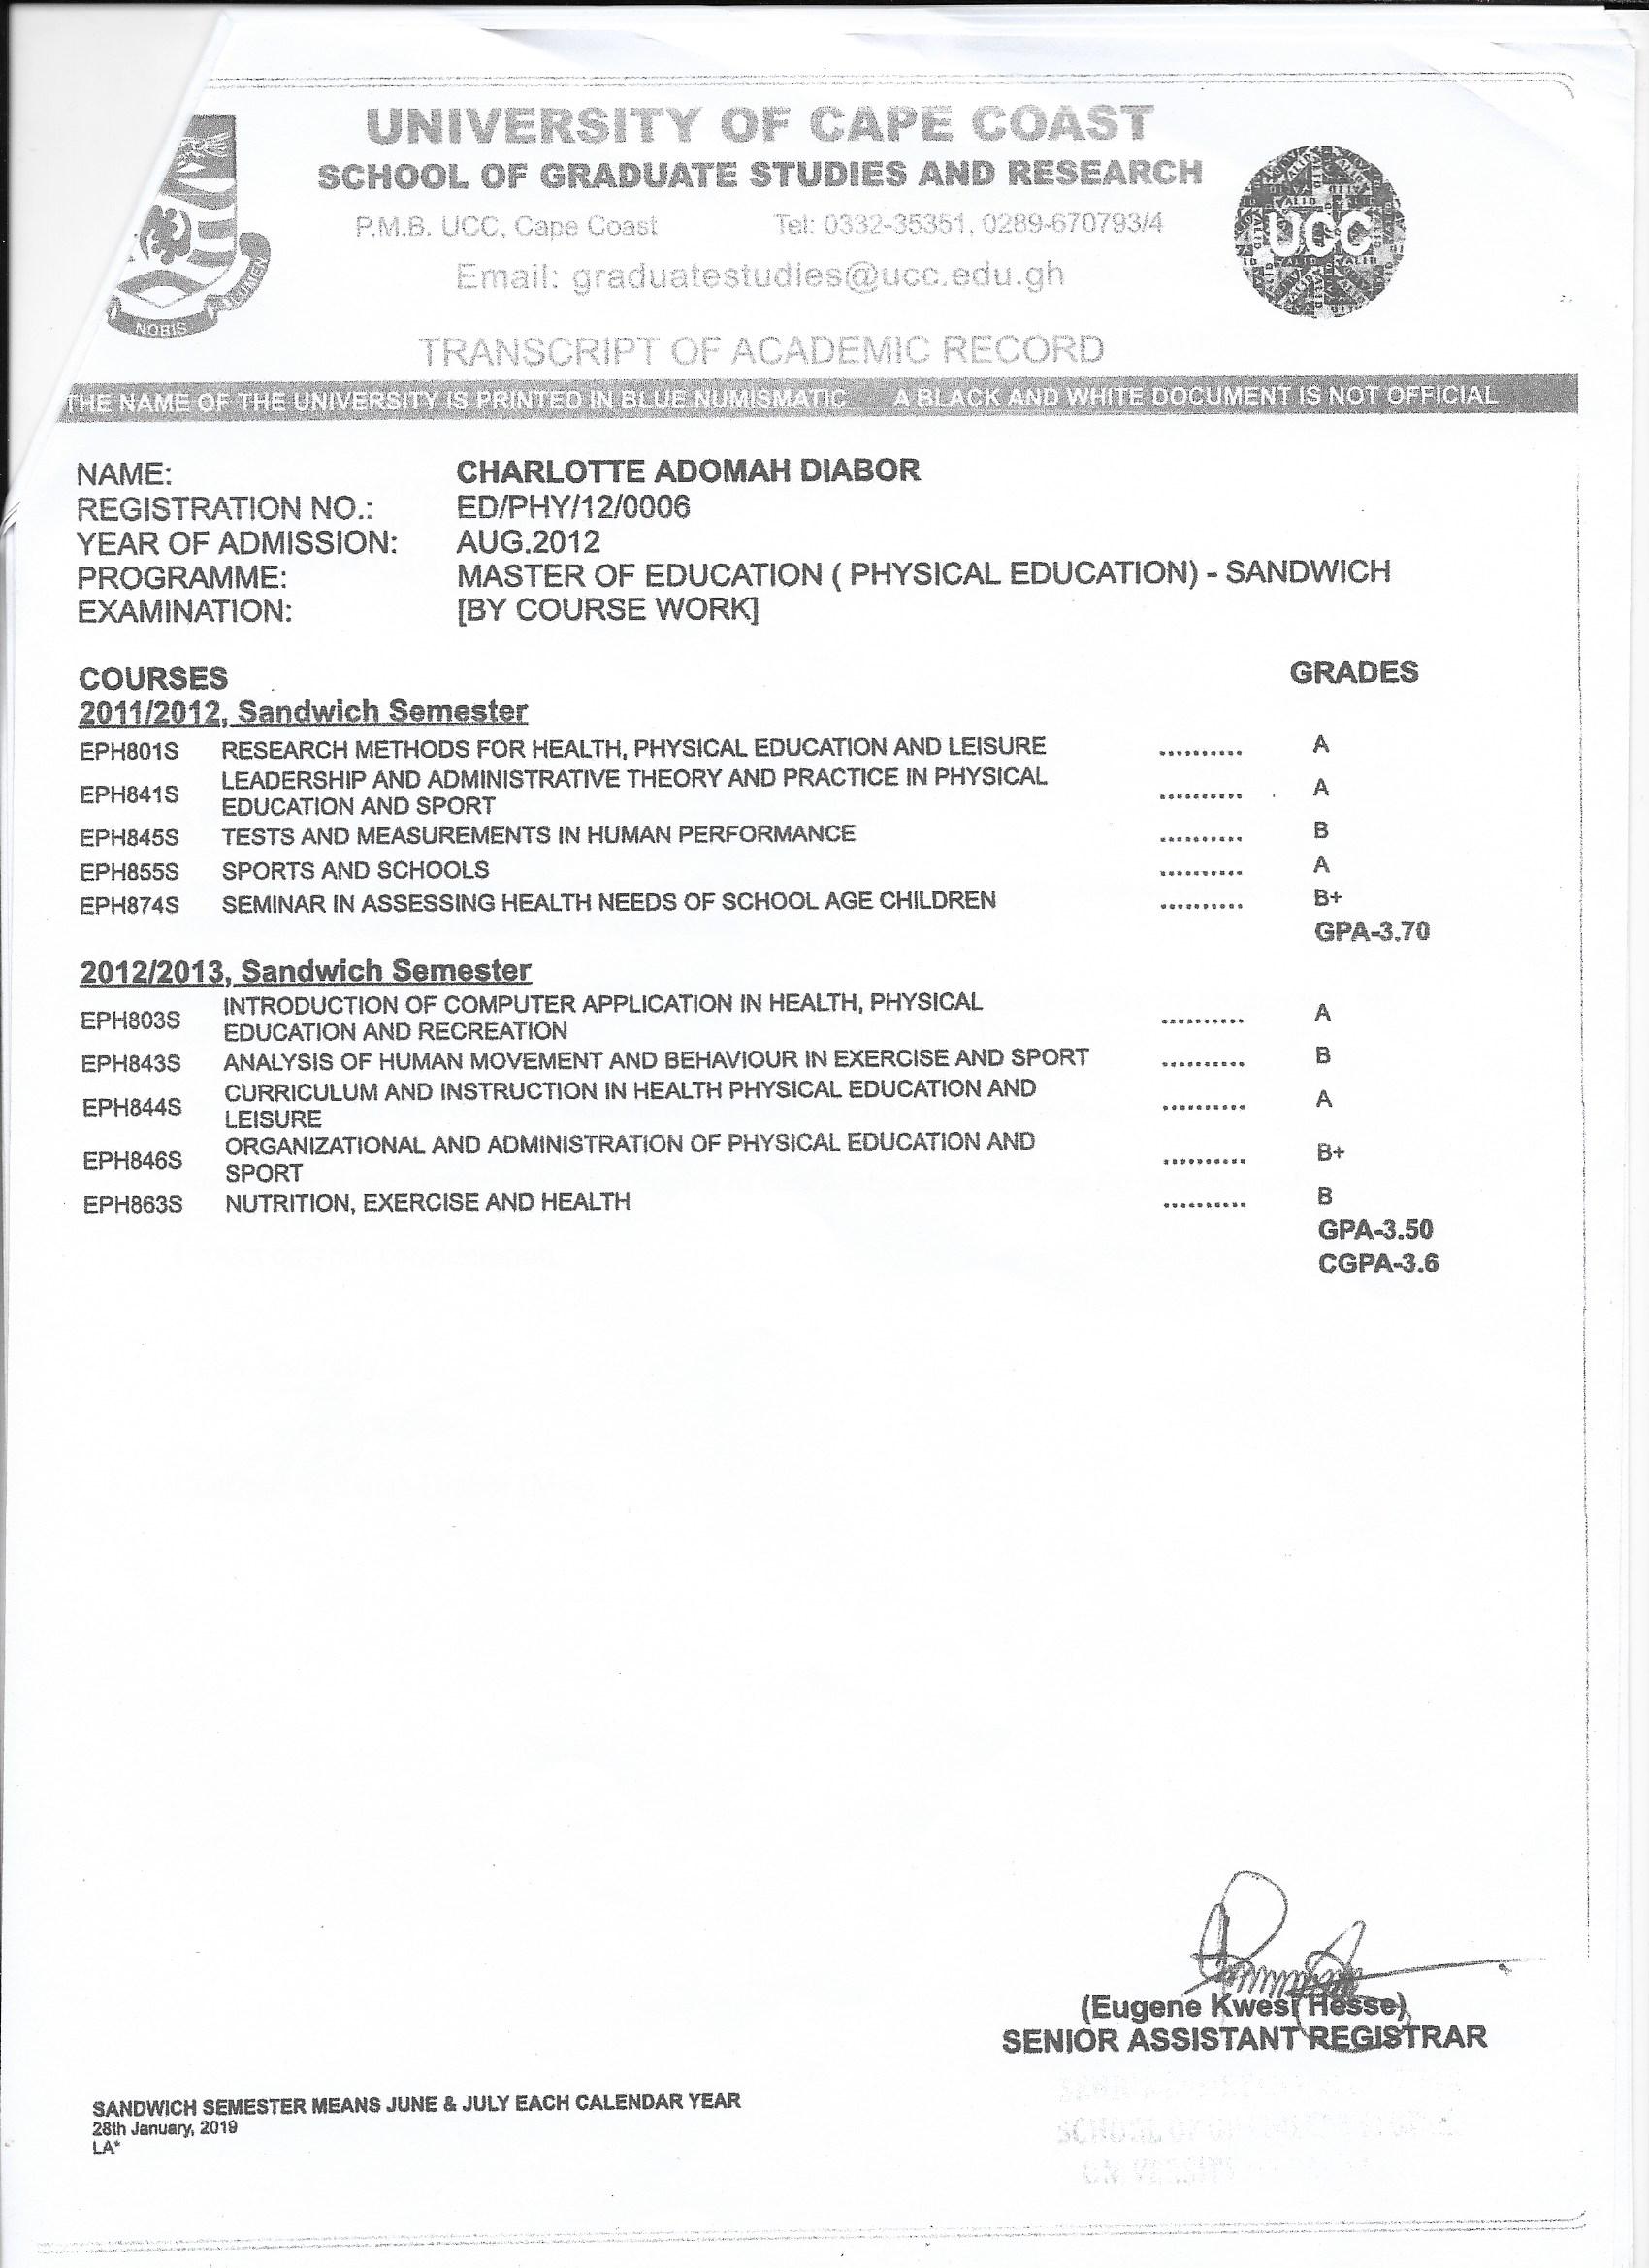 UNIVERSITY OF CAPE COAST
SCHOOL OF GRADUATE STUDIES AND RESEARCH
P.M.B. UCC, Cape Coast Tel: 0332-35351, 0289-670793/4
Email: graduatestudies@ucc.edu.gh
UCC
NOBIS
TRANSCRIPT OF ACADEMIC RECORD
THE NAME OF THE UNIVERSITY IS PRINTED IN BLUE NUMISMATIC A BLACK AND WHITE DOCUMENT IS NOT OFFICIAL
NAME: CHARLOTTE ADOMAH DIABOR
REGISTRATION NO.: ED/PHY/12/0006
YEAR OF ADMISSION: AUG.2012
PROGRAMME: MASTER OF EDUCATION ( PHYSICAL EDUCATION) - SANDWICH
EXAMINATION: [BY COURSE WORK]
COURSES GRADES
2011/2012, Sandwich Semester
EPH801S RESEARCH METHODS FOR HEALTH, PHYSICAL EDUCATION AND LEISURE .......... A
EPH841S LEADERSHIP AND ADMINISTRATIVE THEORY AND PRACTICE IN PHYSICAL
EDUCATION AND SPORT .......... A
EPH845S TESTS AND MEASUREMENTS IN HUMAN PERFORMANCE .......... B
EPH855S SPORTS AND SCHOOLS .......... A
EPH874S SEMINAR IN ASSESSING HEALTH NEEDS OF SCHOOL AGE CHILDREN .......... B+
GPA-3.70
2012/2013, Sandwich Semester
EPH803S INTRODUCTION OF COMPUTER APPLICATION IN HEALTH, PHYSICAL
EDUCATION AND RECREATION .......... A
EPH843S ANALYSIS OF HUMAN MOVEMENT AND BEHAVIOUR IN EXERCISE AND SPORT .......... B
EPH844S CURRICULUM AND INSTRUCTION IN HEALTH PHYSICAL EDUCATION AND
LEISURE .......... A
EPH846S ORGANIZATIONAL AND ADMINISTRATION OF PHYSICAL EDUCATION AND
SPORT .......... B+
EPH863S NUTRITION, EXERCISE AND HEALTH .......... B
GPA-3.50
CGPA-3.6
(Eugene Kwesi Hesse)
SENIOR ASSISTANT REGISTRAR
SANDWICH SEMESTER MEANS JUNE & JULY EACH CALENDAR YEAR
28th January, 2019
LA*